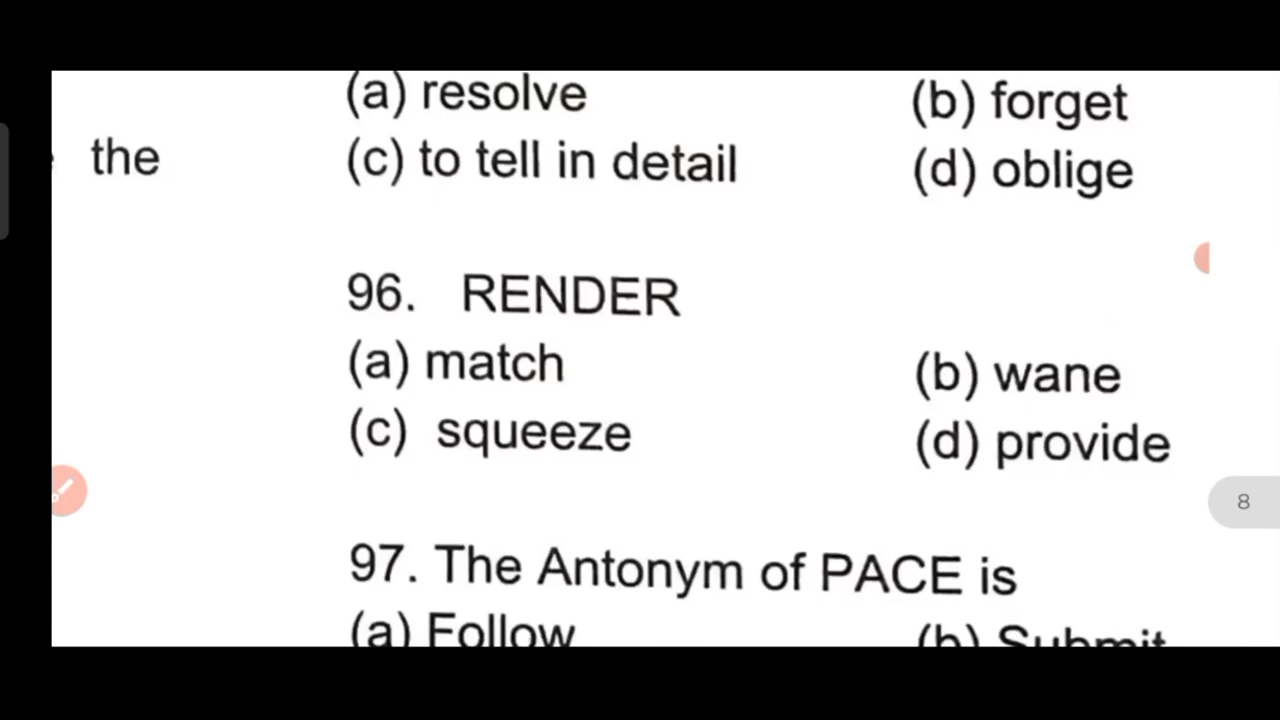 (a) resolve (b) forget
the (c) to tell in detail (d) oblige
96. RENDER
(a) match (b) wane
(c) squeeze (d) provide
8
97. The Antonym of PACE is
(a) Follow (b) Submit